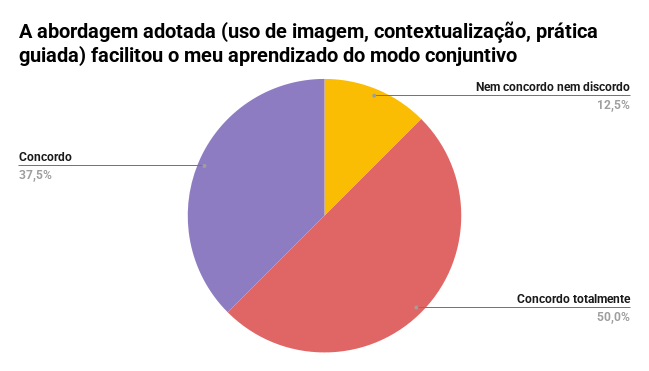 A abordagem adotada (uso de imagem, contextualização, prática
guiada) facilitou o meu aprendizado do modo conjuntivo
Nem concordo nem discordo
12,5%
Concordo
37,5%
Concordo totalmente
50,0%